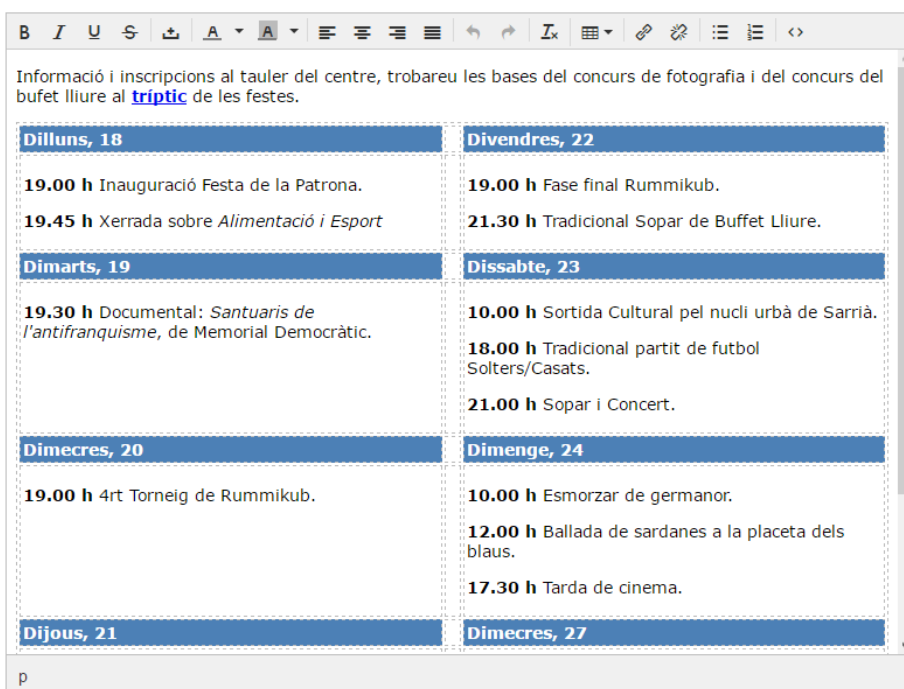 Informació i inscripcions al tauler del centre, trobareu les bases del concurs de fotografia i del concurs del
bufet lliure al tríptic de les festes.
Dilluns, 18
Divendres, 22
19.00 h Inauguració Festa de la Patrona.
19.45 h Xerrada sobre Alimentació i Esport
19.00 h Fase final Rummikub.
21.30 h Tradicional Sopar de Buffet Lliure.
Dimarts, 19
Dissabte, 23
19.30 h Documental: Santuaris de
l'antifranquisme, de Memorial Democràtic.
10.00 h Sortida Cultural pel nucli urbà de Sarrià.
18.00 h Tradicional partit de futbol
Solters/Casats.
21.00 h Sopar i Concert.
Dimecres, 20
Dimenge, 24
19.00 h 4rt Torneig de Rummikub.
10.00 h Esmorzar de germanor.
12.00 h Ballada de sardanes a la placeta dels
blaus.
17.30 h Tarda de cinema.
Dijous, 21
Dimecres, 27
p